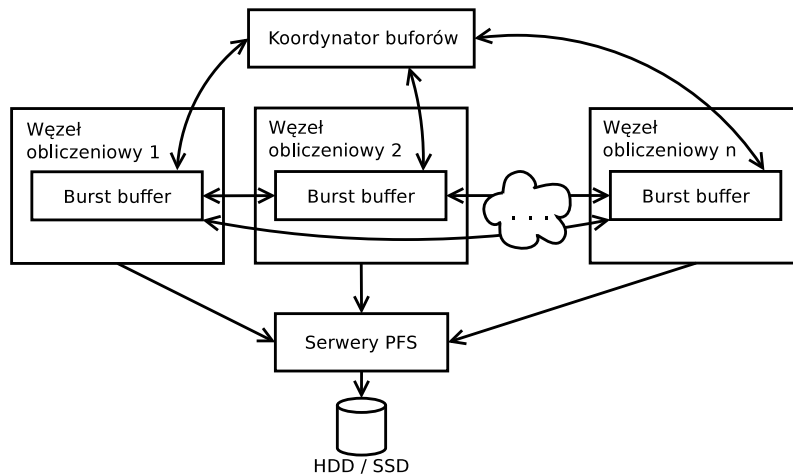 Koordynator buforów
Węzeł
obliczeniowy 1
Burst buffer
Węzeł
obliczeniowy 2
Burst buffer
. . .
Węzeł
obliczeniowy n
Burst buffer
Serwery PFS
HDD / SSD